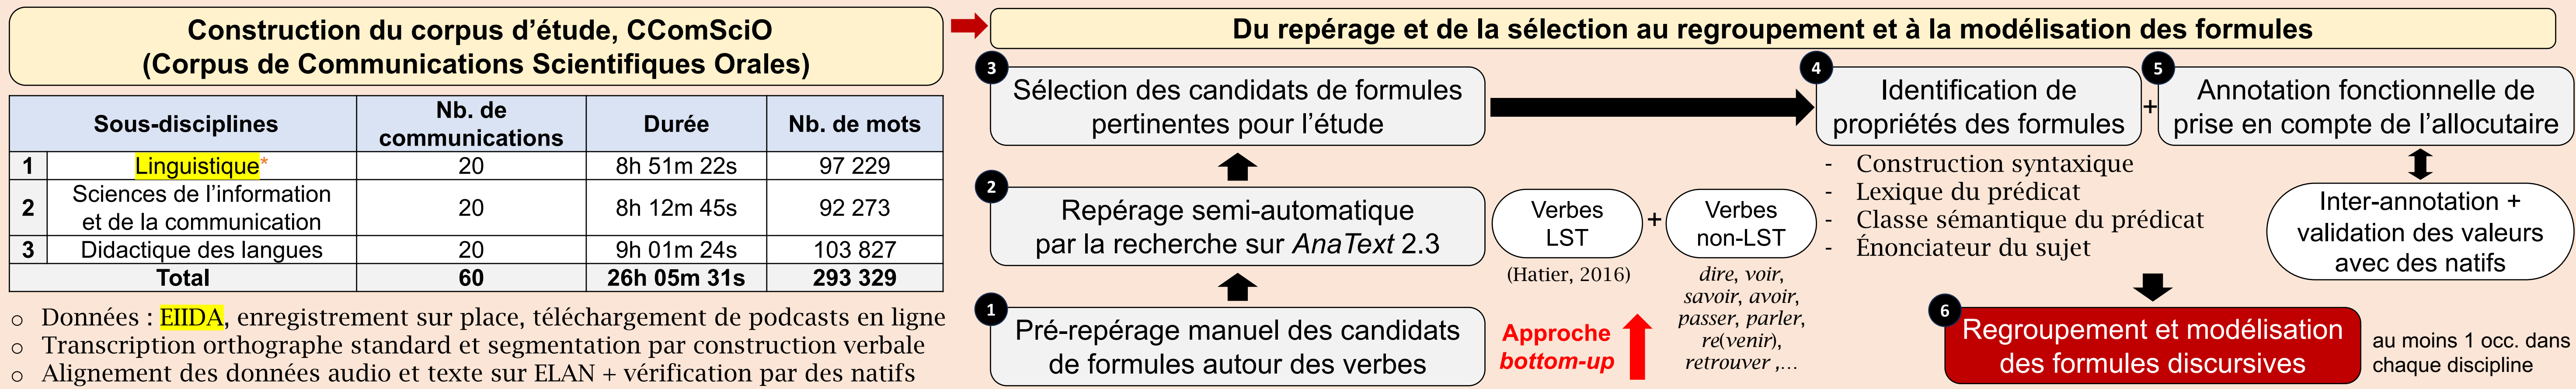 Construction du corpus d’étude, CComSciO
(Corpus de Communications Scientifiques Orales)
Sous-disciplines
Nb. de
communications
Durée
Nb. de mots
1 Linguistique* 20 8h 51m 22s 97 229
2 Sciences de l’information
et de la communication 20 8h 12m 45s 92 273
3 Didactique des langues 20 9h 01m 24s 103 827
Total 60 26h 05m 31s 293 329
○ Données : EIIDA, enregistrement sur place, téléchargement de podcasts en ligne
○ Transcription orthographe standard et segmentation par construction verbale
○ Alignement des données audio et texte sur ELAN + vérification par des natifs
Du repérage et de la sélection au regroupement et à la modélisation des formules
3
Sélection des candidats de formules
pertinentes pour l’étude
2
Repérage semi-automatique
par la recherche sur AnaText 2.3
1
Pré-repérage manuel des candidats
de formules autour des verbes
Verbes
LST
(Hatier, 2016)
+
Verbes
non-LST
dire, voir,
savoir, avoir,
passer, parler,
re(venir),
retrouver ,…
Approche
bottom-up
4
Identification de
propriétés des formules
- Construction syntaxique
- Lexique du prédicat
- Classe sémantique du prédicat
- Énonciateur du sujet
+
5
Annotation fonctionnelle de
prise en compte de l’allocutaire
Inter-annotation +
validation des valeurs
avec des natifs
6
Regroupement et modélisation
des formules discursives
au moins 1 occ. dans
chaque discipline